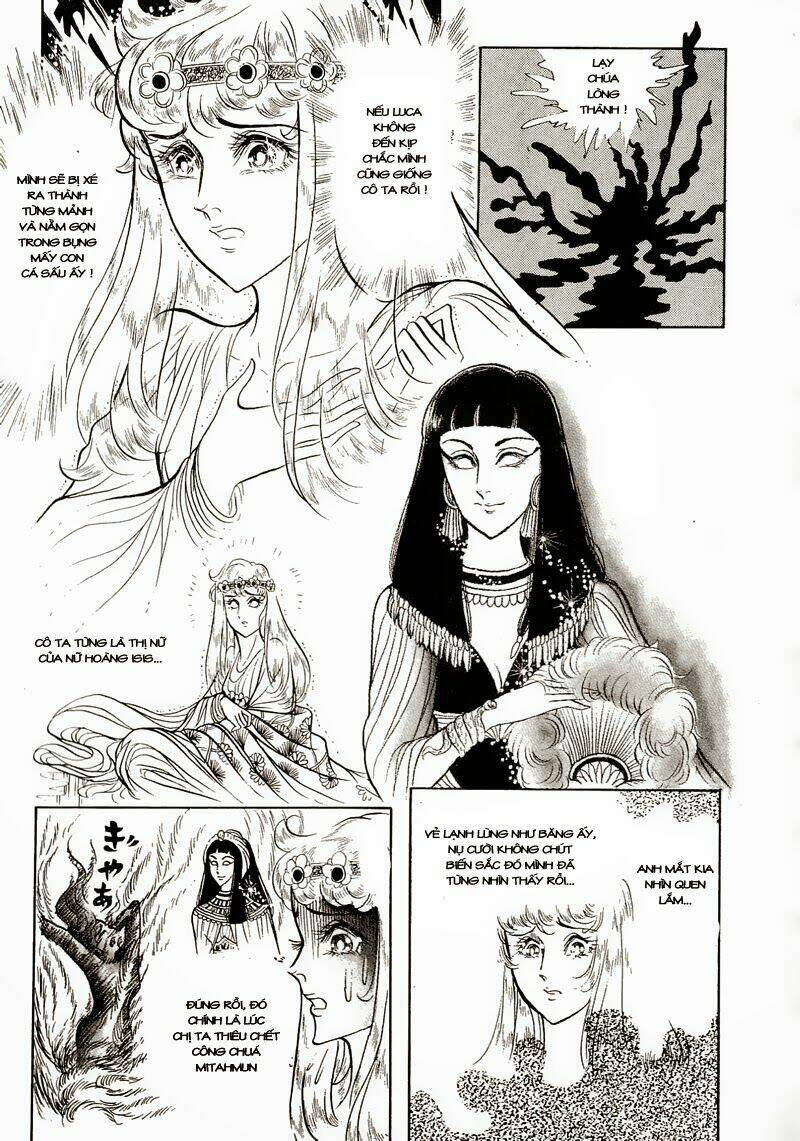 LẠY
CHÚA
LÒNG
THÀNH !
NẾU LUCA
KHÔNG
ĐẾN KỊP
CHẮC MÌNH
CŨNG GIỐNG
CÔ TA RỒI !
MÌNH SẼ BỊ XÉ
RA THÀNH
TỪNG MẢNH
VÀ NẰM GỌN
TRONG BỤNG
MẤY CON
CÁ SẤU ẤY !
CÔ TA TỪNG LÀ THỊ NỮ
CỦA NỮ HOÀNG ISIS...
VẺ LẠNH LÙNG NHƯ BĂNG ẤY,
NỤ CƯỜI KHÔNG CHÚT
BIẾN SẮC ĐÓ MÌNH ĐÃ
TỪNG NHÌN THẤY RỒI...
ANH MẮT KIA
NHÌN QUEN
LẮM...
ぎゃあ
ĐÚNG RỒI, ĐÓ
CHÍNH LÀ LÚC
CHỊ TA THIÊU CHẾT
CÔNG CHUÁ
MITAHMUN